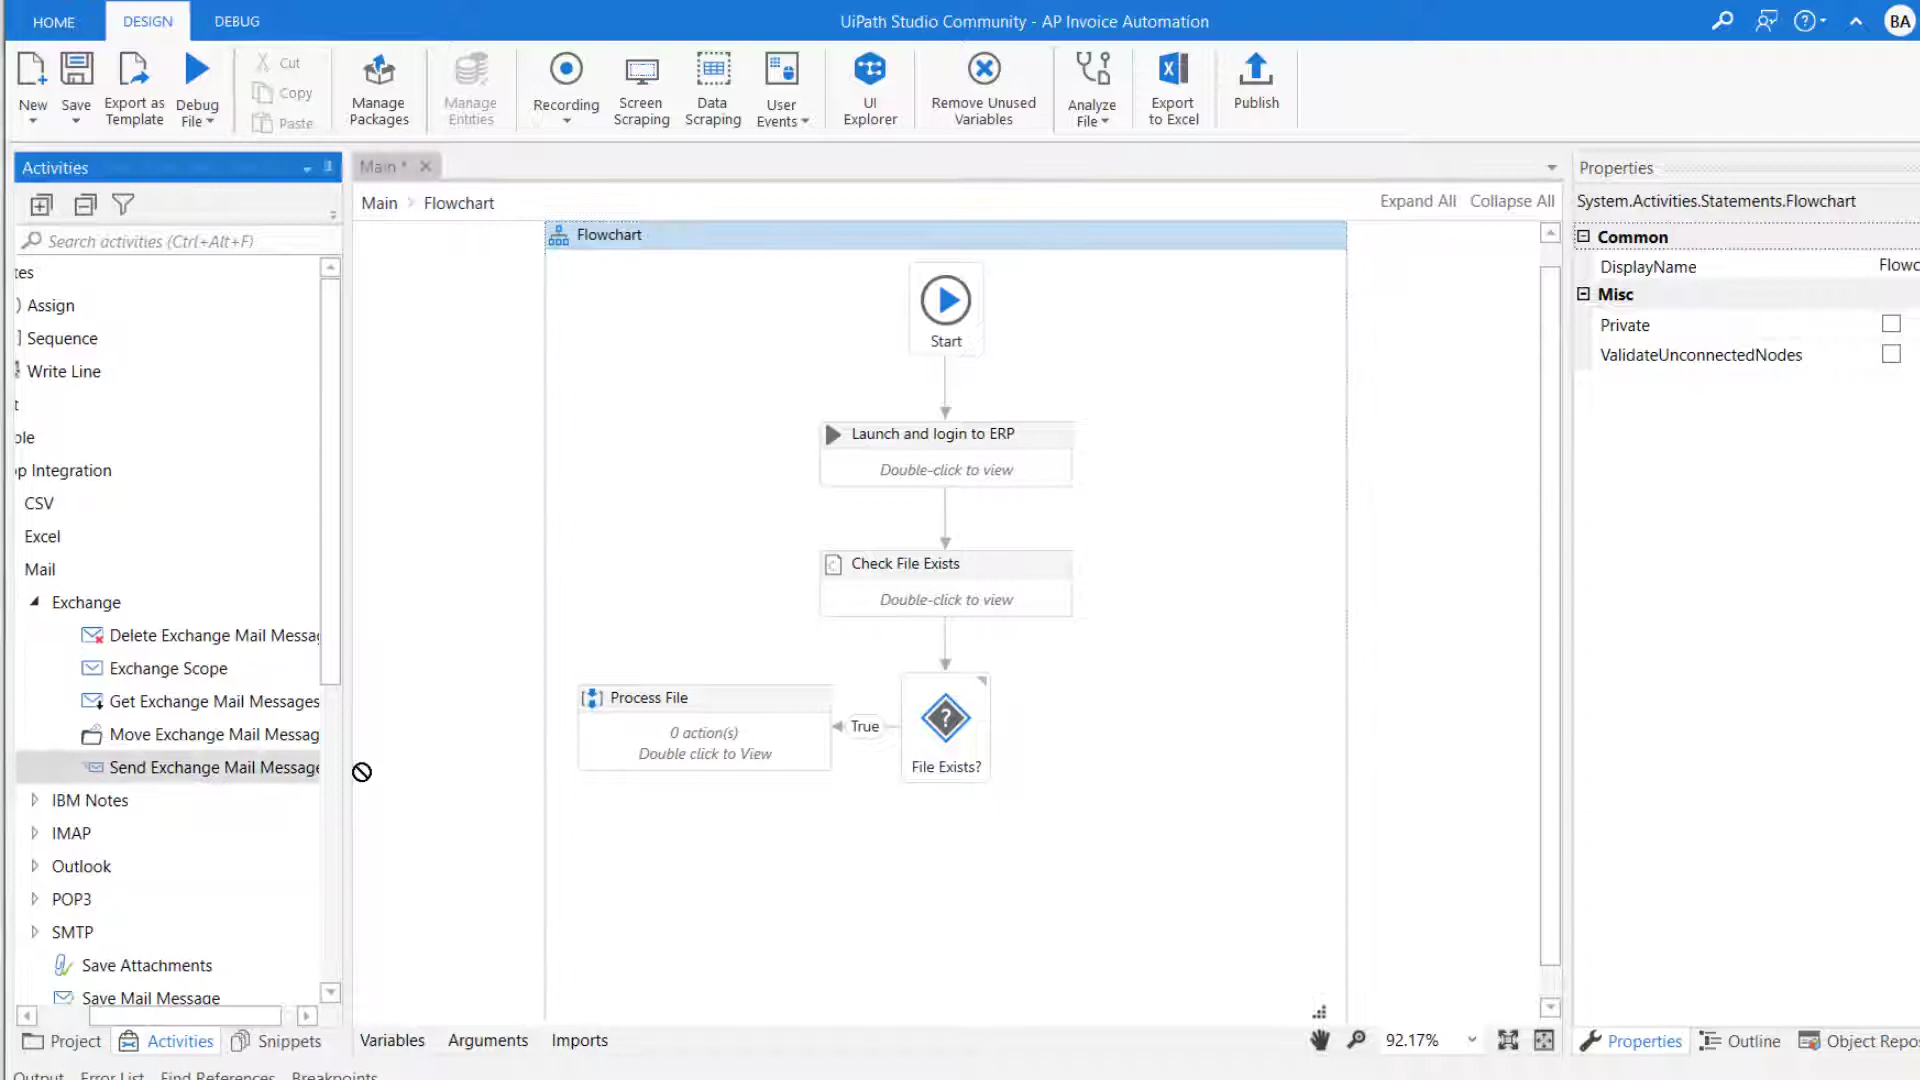 HOME DESIGN DEBUG UiPath Studio Community - AP Invoice Automation BA
New Save Export as Template Debug File Cut Copy Paste Manage Packages Manage Entities Recording Screen Scraping Data Scraping User Events UI Explorer Remove Unused Variables Analyze File Export to Excel Publish
Activities
Search activities (Ctrl+Alt+F)
tes
Assign
Sequence
Write Line
t
ple
p Integration
CSV
Excel
Mail
Exchange
Delete Exchange Mail Messa
Exchange Scope
Get Exchange Mail Messages
Move Exchange Mail Messag
Send Exchange Mail Message
IBM Notes
IMAP
Outlook
POP3
SMTP
Save Attachments
Save Mail Message
Project Activities Snippets
Main *
Main > Flowchart Expand All Collapse All
Flowchart
Start
Launch and login to ERP
Double-click to view
Check File Exists
Double-click to view
Process File
0 action(s)
Double click to View
True
?
File Exists?
Variables Arguments Imports 92.17%
Properties
System.Activities.Statements.Flowchart
Common
DisplayName Flowc
Misc
Private
ValidateUnconnectedNodes
Properties Outline Object Repos
Output Error List Find References Breakpoints